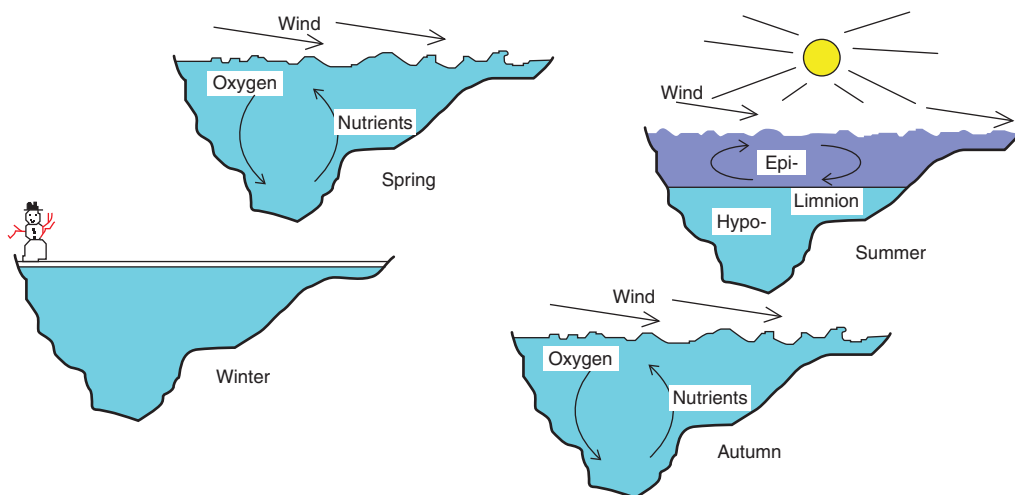 Wind
Oxygen
Nutrients
Spring
Wind
Epi-
Limnion
Hypo-
Summer
Winter
Wind
Oxygen
Nutrients
Autumn